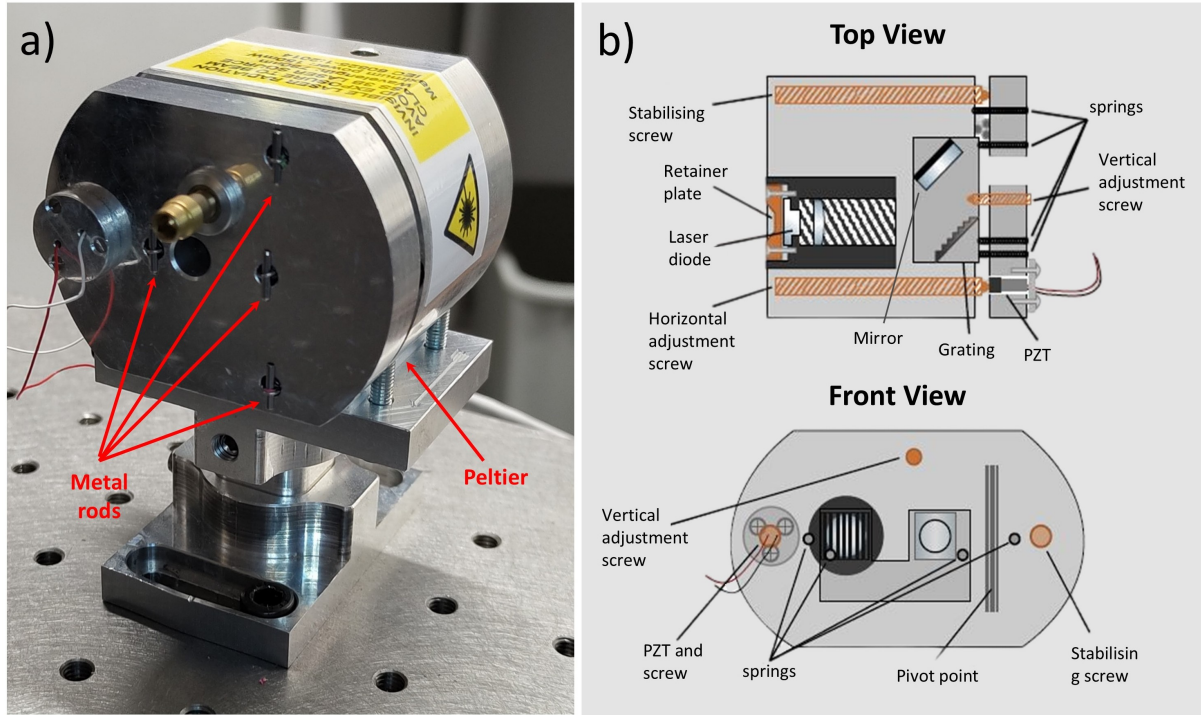 a)
Metal
rods
Peltier
b)
Top View
Stabilising
screw
Retainer
plate
Laser
diode
Horizontal
adjustment
screw
Mirror
Grating
PZT
springs
Vertical
adjustment
screw
Front View
Vertical
adjustment
screw
PZT and
screw
springs
Pivot point
Stabilisin
g screw